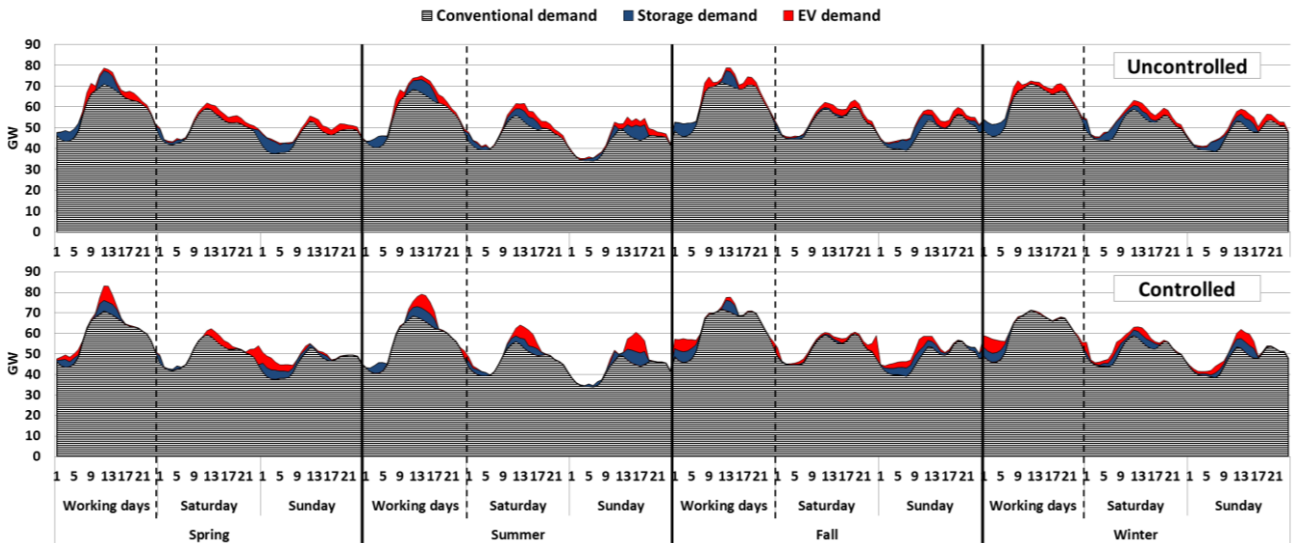 Conventional demand Storage demand EV demand
90
80
70
60
50
40
30
20
10
0
GW
Uncontrolled
1 5 9 13 17 21 1 5 9 13 17 21 1 5 9 13 17 21 1 5 9 13 17 21 1 5 9 13 17 21 1 5 9 13 17 21 1 5 9 13 17 21 1 5 9 13 17 21 1 5 9 13 17 21 1 5 9 13 17 21 1 5 9 13 17 21 1 5 9 13 17 21
90
80
70
60
50
40
30
20
10
0
GW
Controlled
1 5 9 13 17 21 1 5 9 13 17 21 1 5 9 13 17 21 1 5 9 13 17 21 1 5 9 13 17 21 1 5 9 13 17 21 1 5 9 13 17 21 1 5 9 13 17 21 1 5 9 13 17 21 1 5 9 13 17 21 1 5 9 13 17 21 1 5 9 13 17 21
Working days Saturday Sunday Working days Saturday Sunday Working days Saturday Sunday Working days Saturday Sunday
Spring Summer Fall Winter